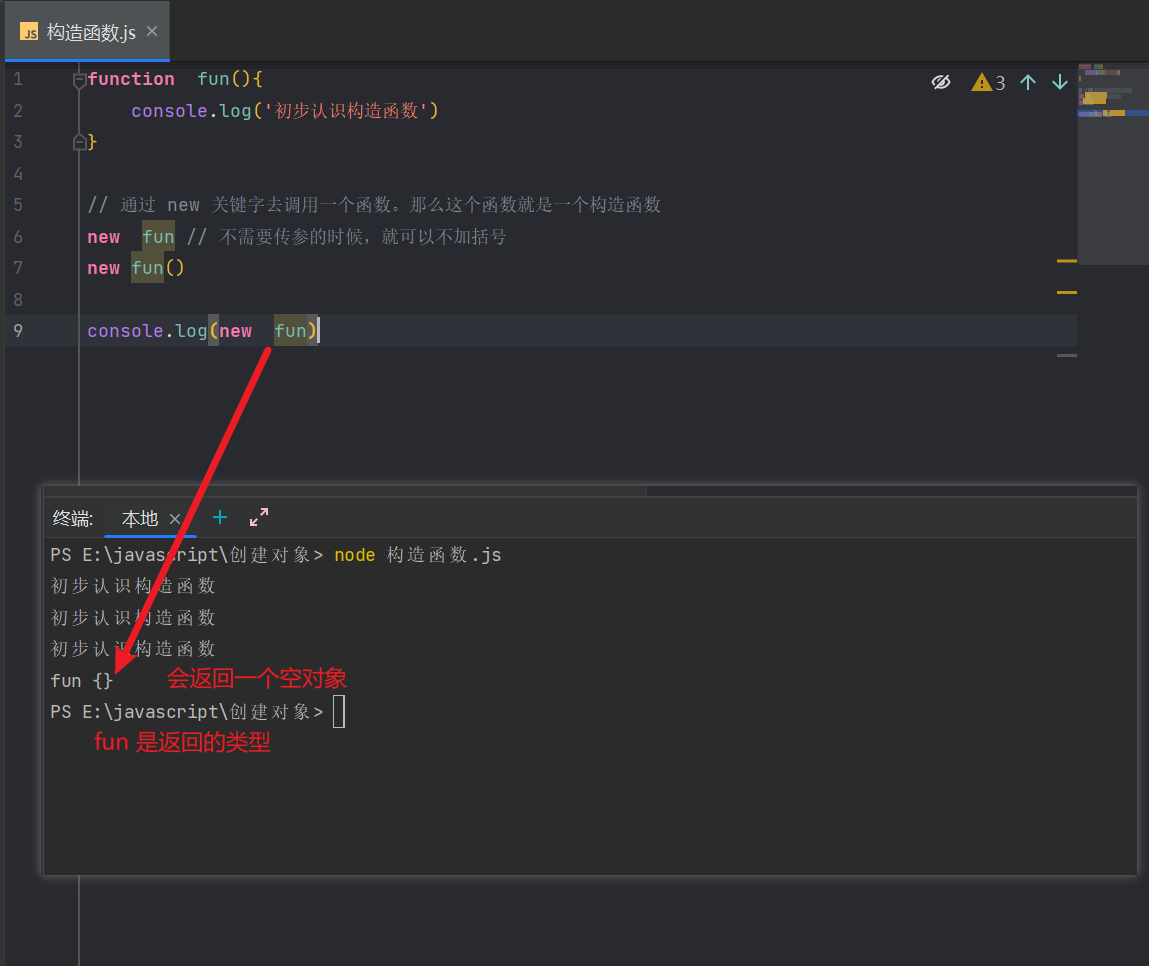 JS 构造函数.js ×
1 function  fun(){
3
2     console.log('初步认识构造函数')
3 }
4
5 // 通过 new 关键字去调用一个函数。那么这个函数就是一个构造函数
6 new  fun // 不需要传参的时候，就可以不加括号
7 new fun()
8
9 console.log(new  fun)
终端: 本地 × +
PS E:\javascript\创建对象> node 构造函数.js
初步认识构造函数
初步认识构造函数
初步认识构造函数
fun {} 会返回一个空对象
PS E:\javascript\创建对象>
fun 是返回的类型